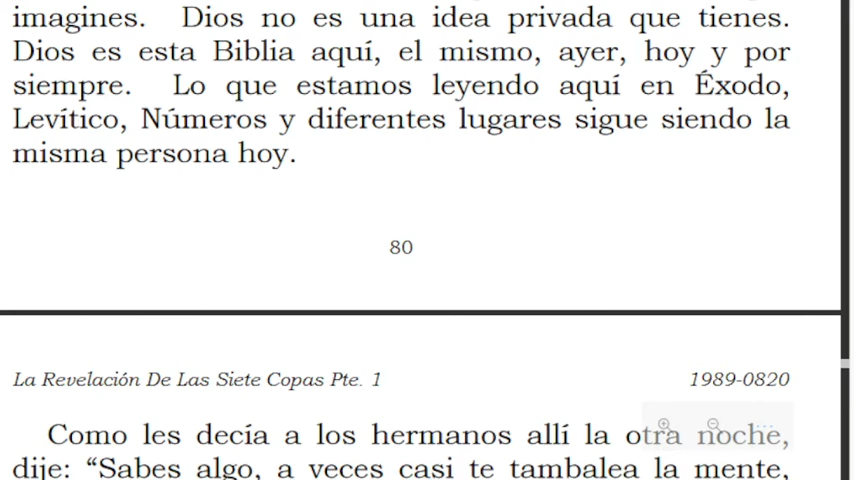 imagines. Dios no es una idea privada que tienes.
Dios es esta Biblia aquí, el mismo, ayer, hoy y por
siempre. Lo que estamos leyendo aquí en Éxodo,
Levítico, Números y diferentes lugares sigue siendo la
misma persona hoy.
80
La Revelación De Las Siete Copas Pte. 1 1989-0820
Como les decía a los hermanos allí la otra noche,
dije: “Sabes algo, a veces casi te tambalea la mente,